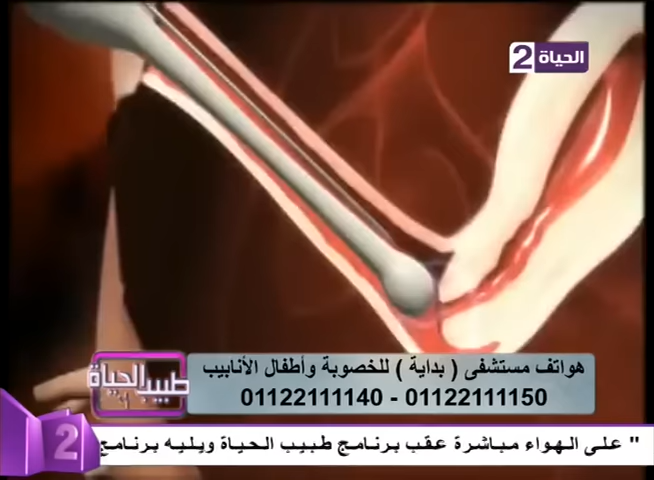 الحياة 2
هواتف مستشفى ( بداية ) للخصوبة وأطفال الأنابيب
01122111140 - 01122111150
طبيب الحياة
2
" على الهواء مباشرة عقب برنامج طبيب الحياة ويليه برنامج